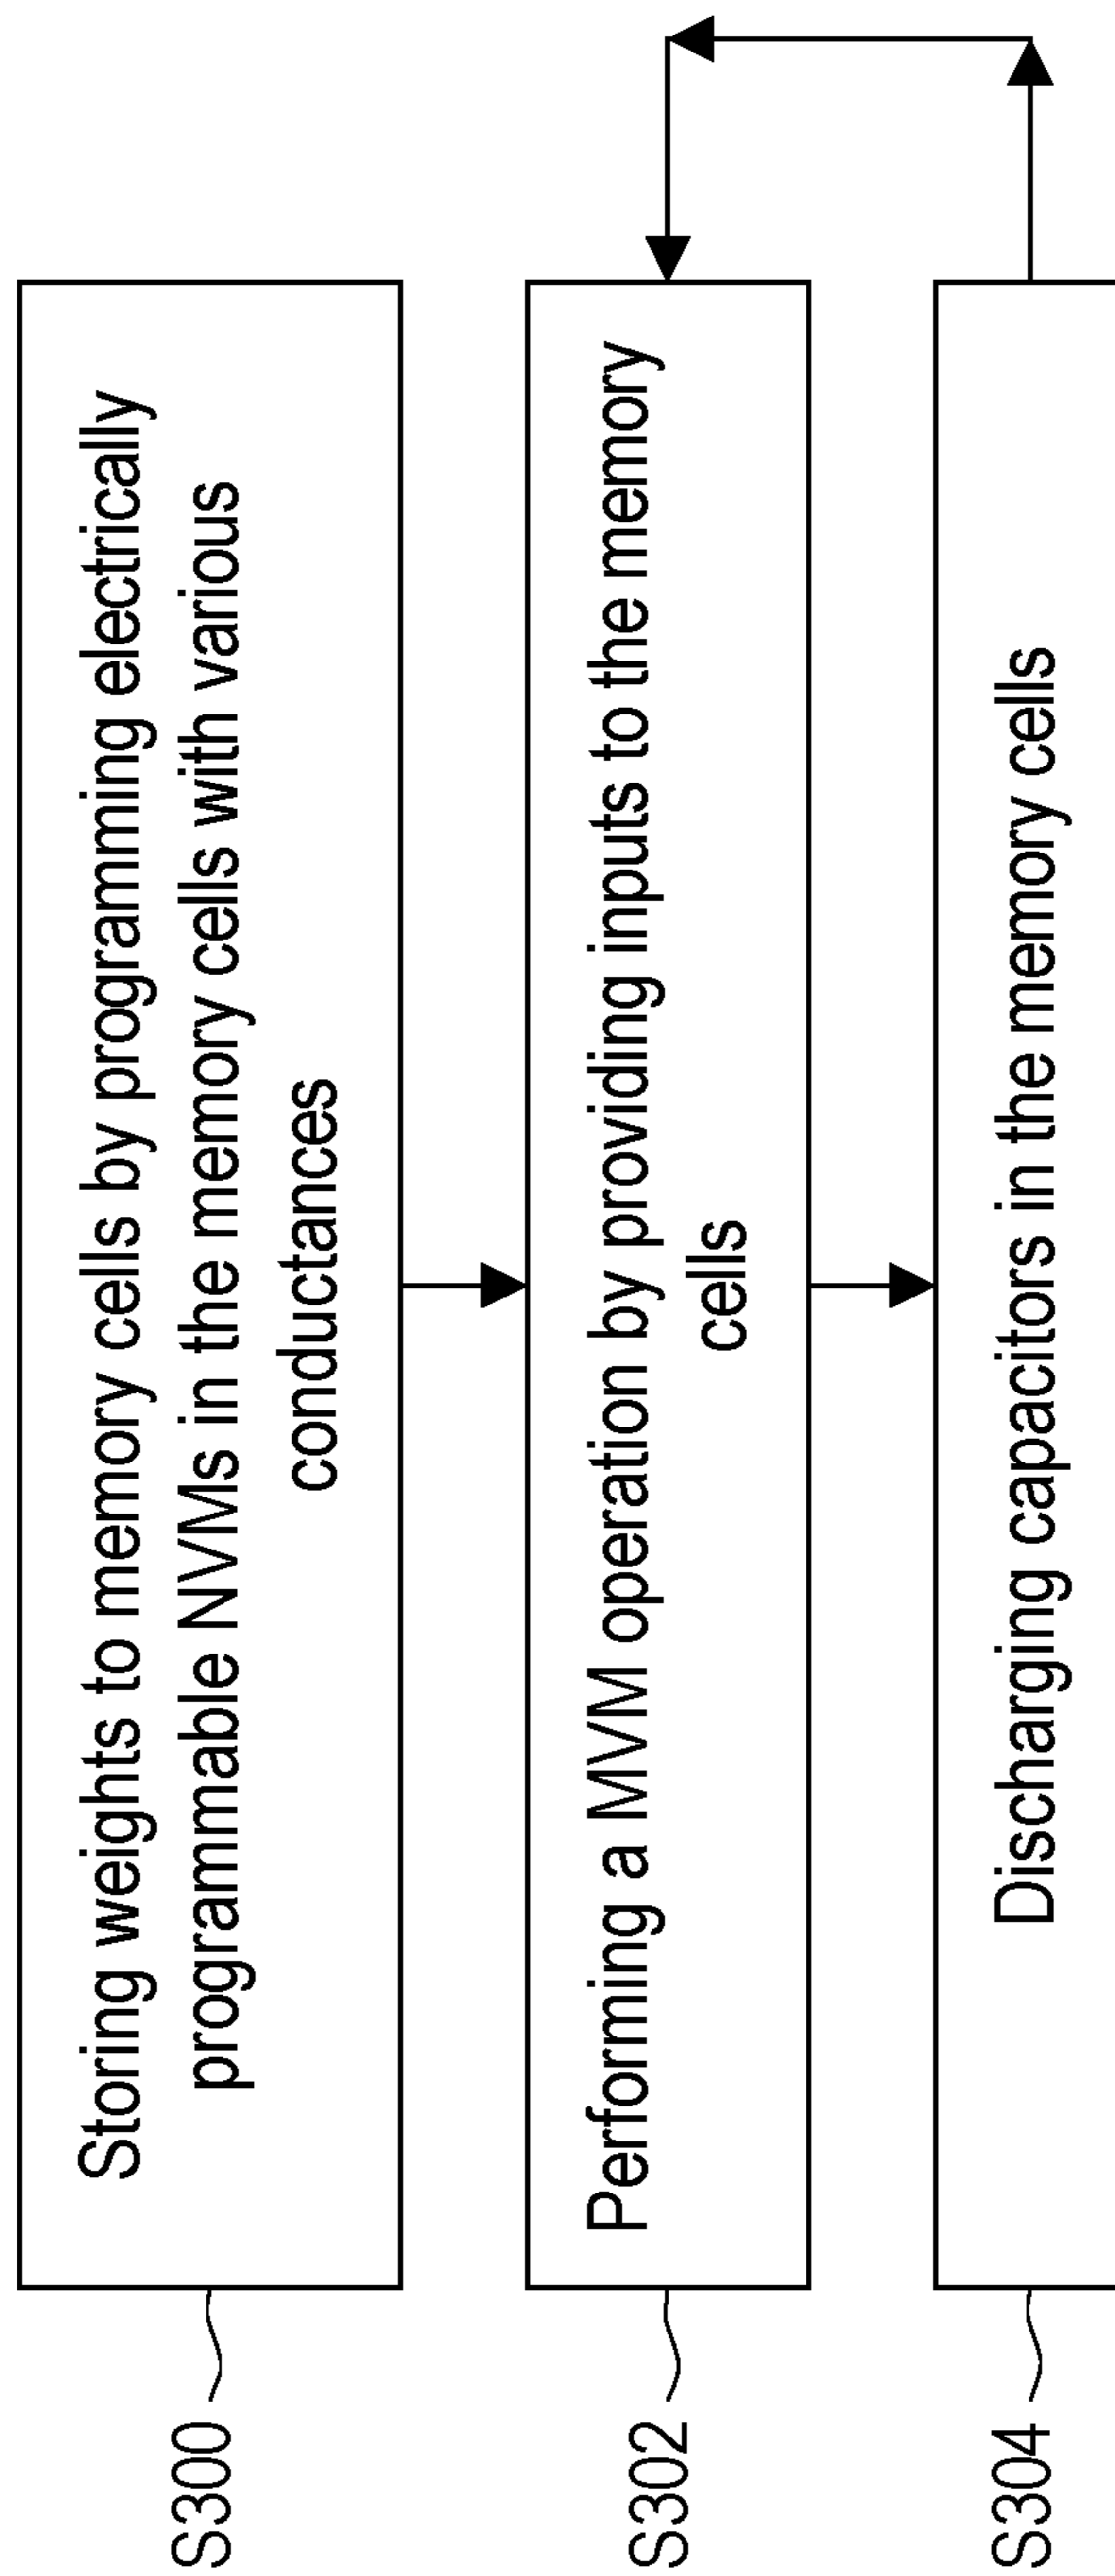 S300
Storing weights to memory cells by programming electrically
programmable NVMs in the memory cells with various
conductances
S302
Performing a MVM operation by providing inputs to the memory
cells
S304
Discharging capacitors in the memory cells